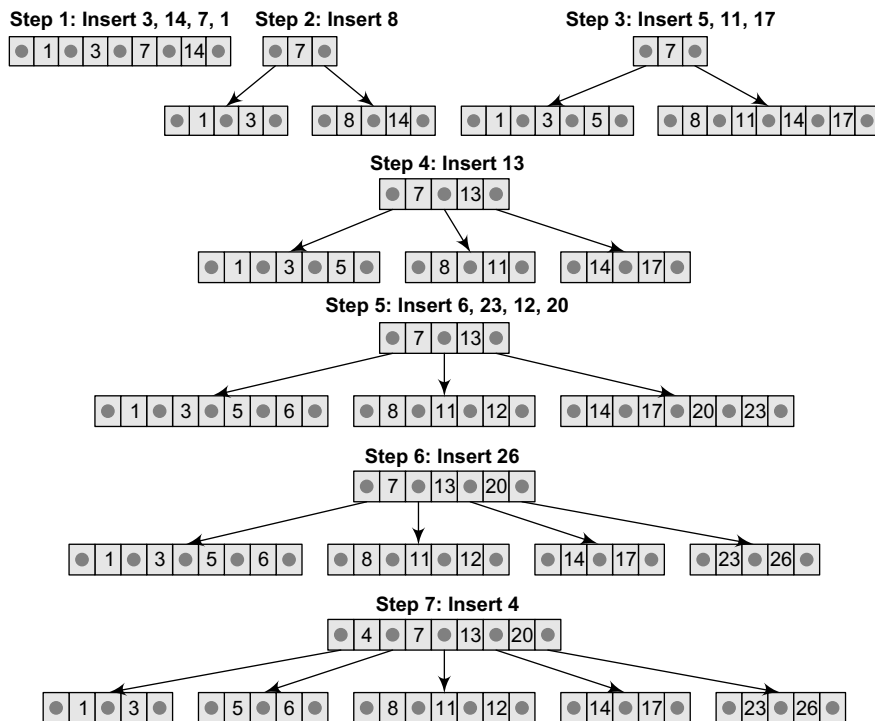 Step 1: Insert 3, 14, 7, 1
Step 2: Insert 8
Step 3: Insert 5, 11, 17
1 3 7 14
7
7
1 3
8 14
1 3 5
8 11 14 17
Step 4: Insert 13
7 13
1 3 5
8 11
14 17
Step 5: Insert 6, 23, 12, 20
7 13
1 3 5 6
8 11 12
14 17 20 23
Step 6: Insert 26
7 13 20
1 3 5 6
8 11 12
14 17
23 26
Step 7: Insert 4
4 7 13 20
1 3
5 6
8 11 12
14 17
23 26